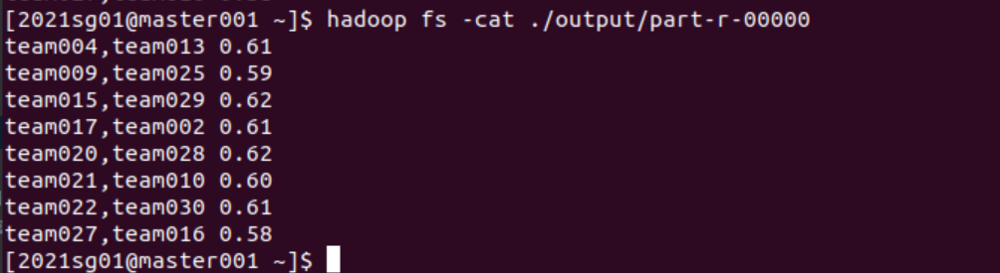 [2021sg01@master001 ~]$ hadoop fs -cat ./output/part-r-00000
team004,team013 0.61
team009,team025 0.59
team015,team029 0.62
team017,team002 0.61
team020,team028 0.62
team021,team010 0.60
team022,team030 0.61
team027,team016 0.58
[2021sg01@master001 ~]$